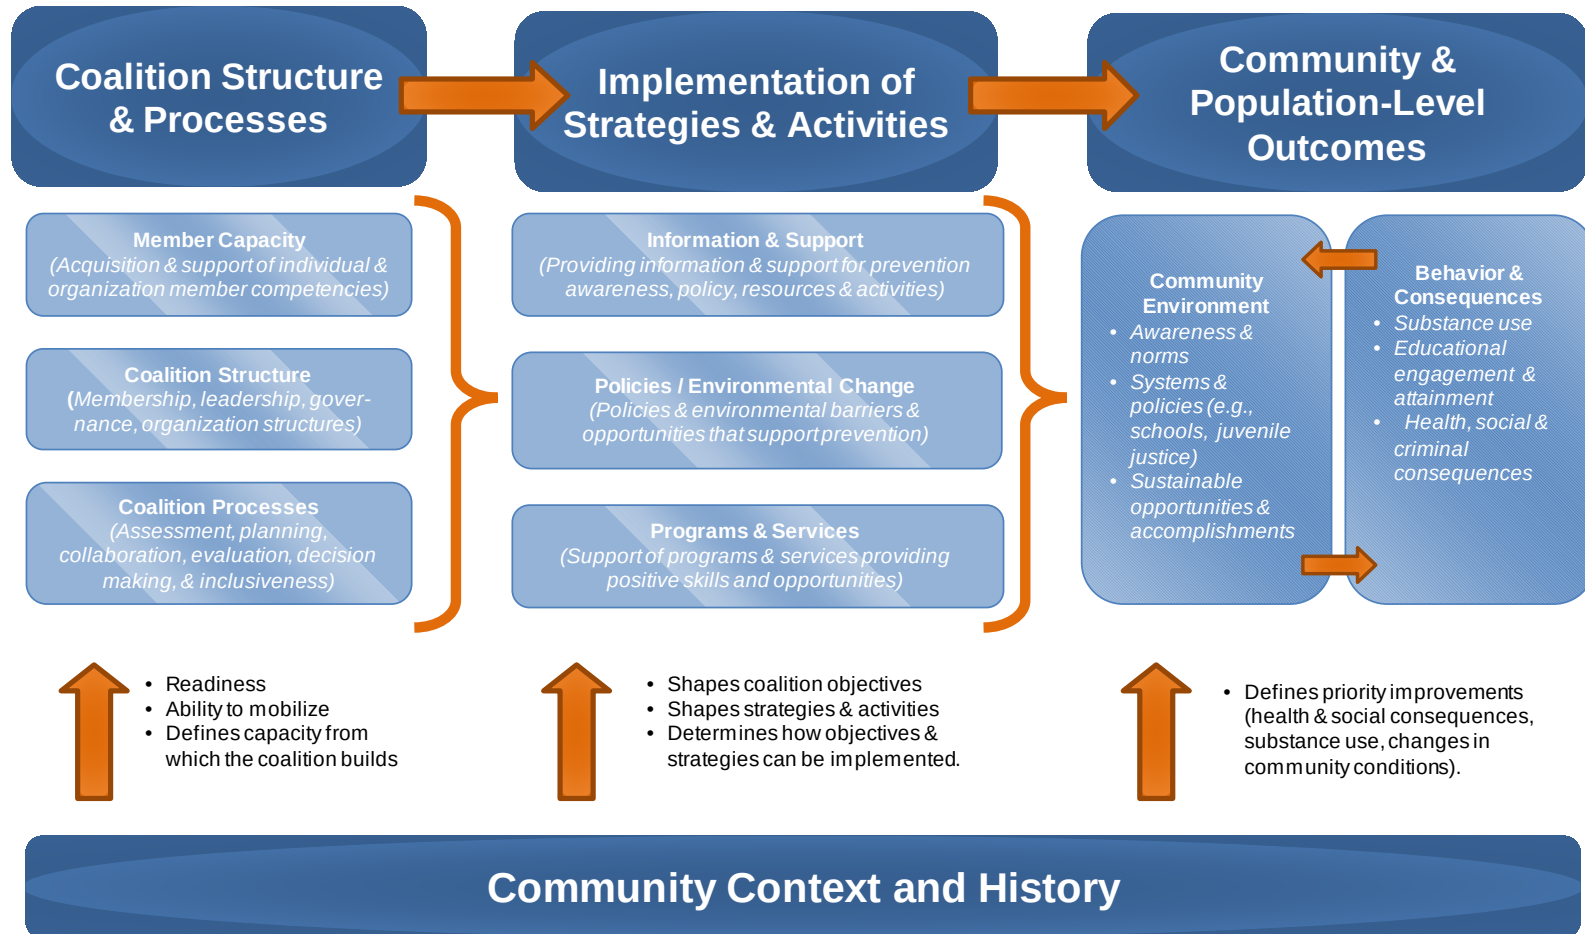 Coalition Structure
& Processes
Implementation of
Strategies & Activities
Community &
Population-Level
Outcomes
Member Capacity
(Acquisition & support of individual &
organization member competencies)
Coalition Structure
(Membership, leadership, gover-
nance, organization structures)
Coalition Processes
(Assessment, planning,
collaboration, evaluation, decision
making, & inclusiveness)
Information & Support
(Providing information & support for prevention
awareness, policy, resources & activities)
Policies / Environmental Change
(Policies & environmental barriers &
opportunities that support prevention)
Programs & Services
(Support of programs & services providing
positive skills and opportunities)
Community
Environment
• Awareness &
norms
• Systems &
policies (e.g.,
schools, juvenile
justice)
• Sustainable
opportunities &
accomplishments
Behavior &
Consequences
• Substance use
• Educational
engagement &
attainment
• Health, social &
criminal
consequences
• Readiness
• Ability to mobilize
• Defines capacity from
which the coalition builds
• Shapes coalition objectives
• Shapes strategies & activities
• Determines how objectives &
strategies can be implemented.
• Defines priority improvements
(health & social consequences,
substance use, changes in
community conditions).
Community Context and History